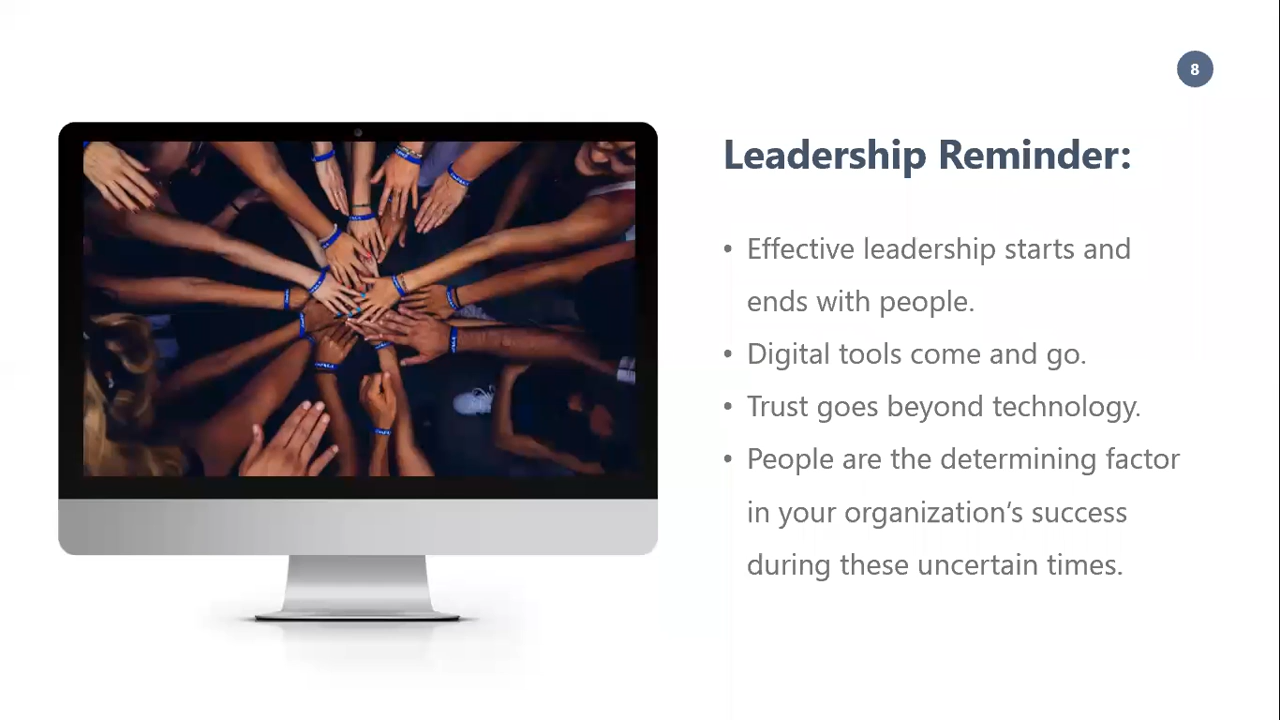 8
Leadership Reminder:
• Effective leadership starts and
ends with people.
• Digital tools come and go.
• Trust goes beyond technology.
• People are the determining factor
in your organization’s success
during these uncertain times.